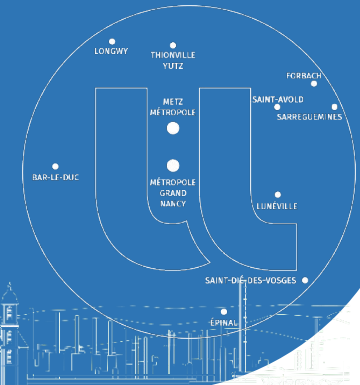 LONGWY
THIONVILLE
YUTZ
FORBACH
METZ
MÉTROPOLE
SAINT-AVOLD
SARREGUEMINES
BAR-LE-DUC
MÉTROPOLE
GRAND
NANCY
LUNÉVILLE
SAINT-DIÉ-DES-VOSGES
ÉPINAL